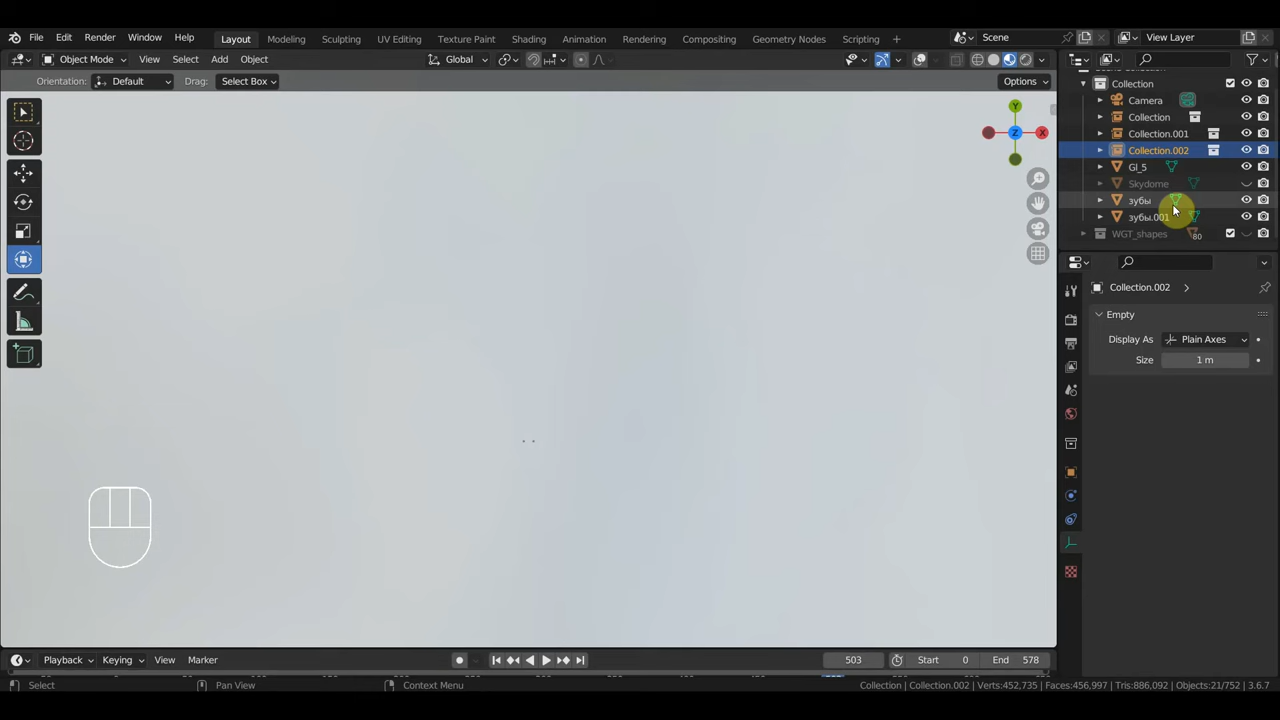 File Edit Render Window Help Layout Modeling Sculpting UV Editing Texture Paint Shading Animation Rendering Compositing Geometry Nodes Scripting Scene View Layer
Object Mode View Select Add Object Global
Orientation: Default Drag: Select Box Options
Collection
Camera
Collection
Collection.001
Collection.002
Gl_5
Skydome
зубы
зубы.001
WGT_shapes 80
Y
X
Z
Collection.002
Empty
Display As Plain Axes
Size 1 m
Playback Keying View Marker 503 Start 0 End 578
Select Pan View Context Menu Collection | Collection.002 | Verts:452,735 | Faces:456,997 | Tris:886,092 | Objects:21/752 | 3.6.7